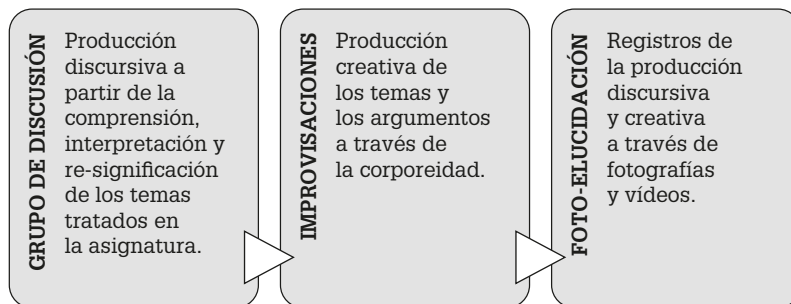 GRUPO DE DISCUSIÓN
Producción
discursiva a
partir de la
comprensión,
interpretación y
re-significación
de los temas
tratados en
la asignatura.
IMPROVISACIONES
Producción
creativa de
los temas y
los argumentos
a través de
la corporeidad.
FOTO-ELUCIDACIÓN
Registros de
la producción
discursiva
y creativa
a través de
fotografías
y vídeos.